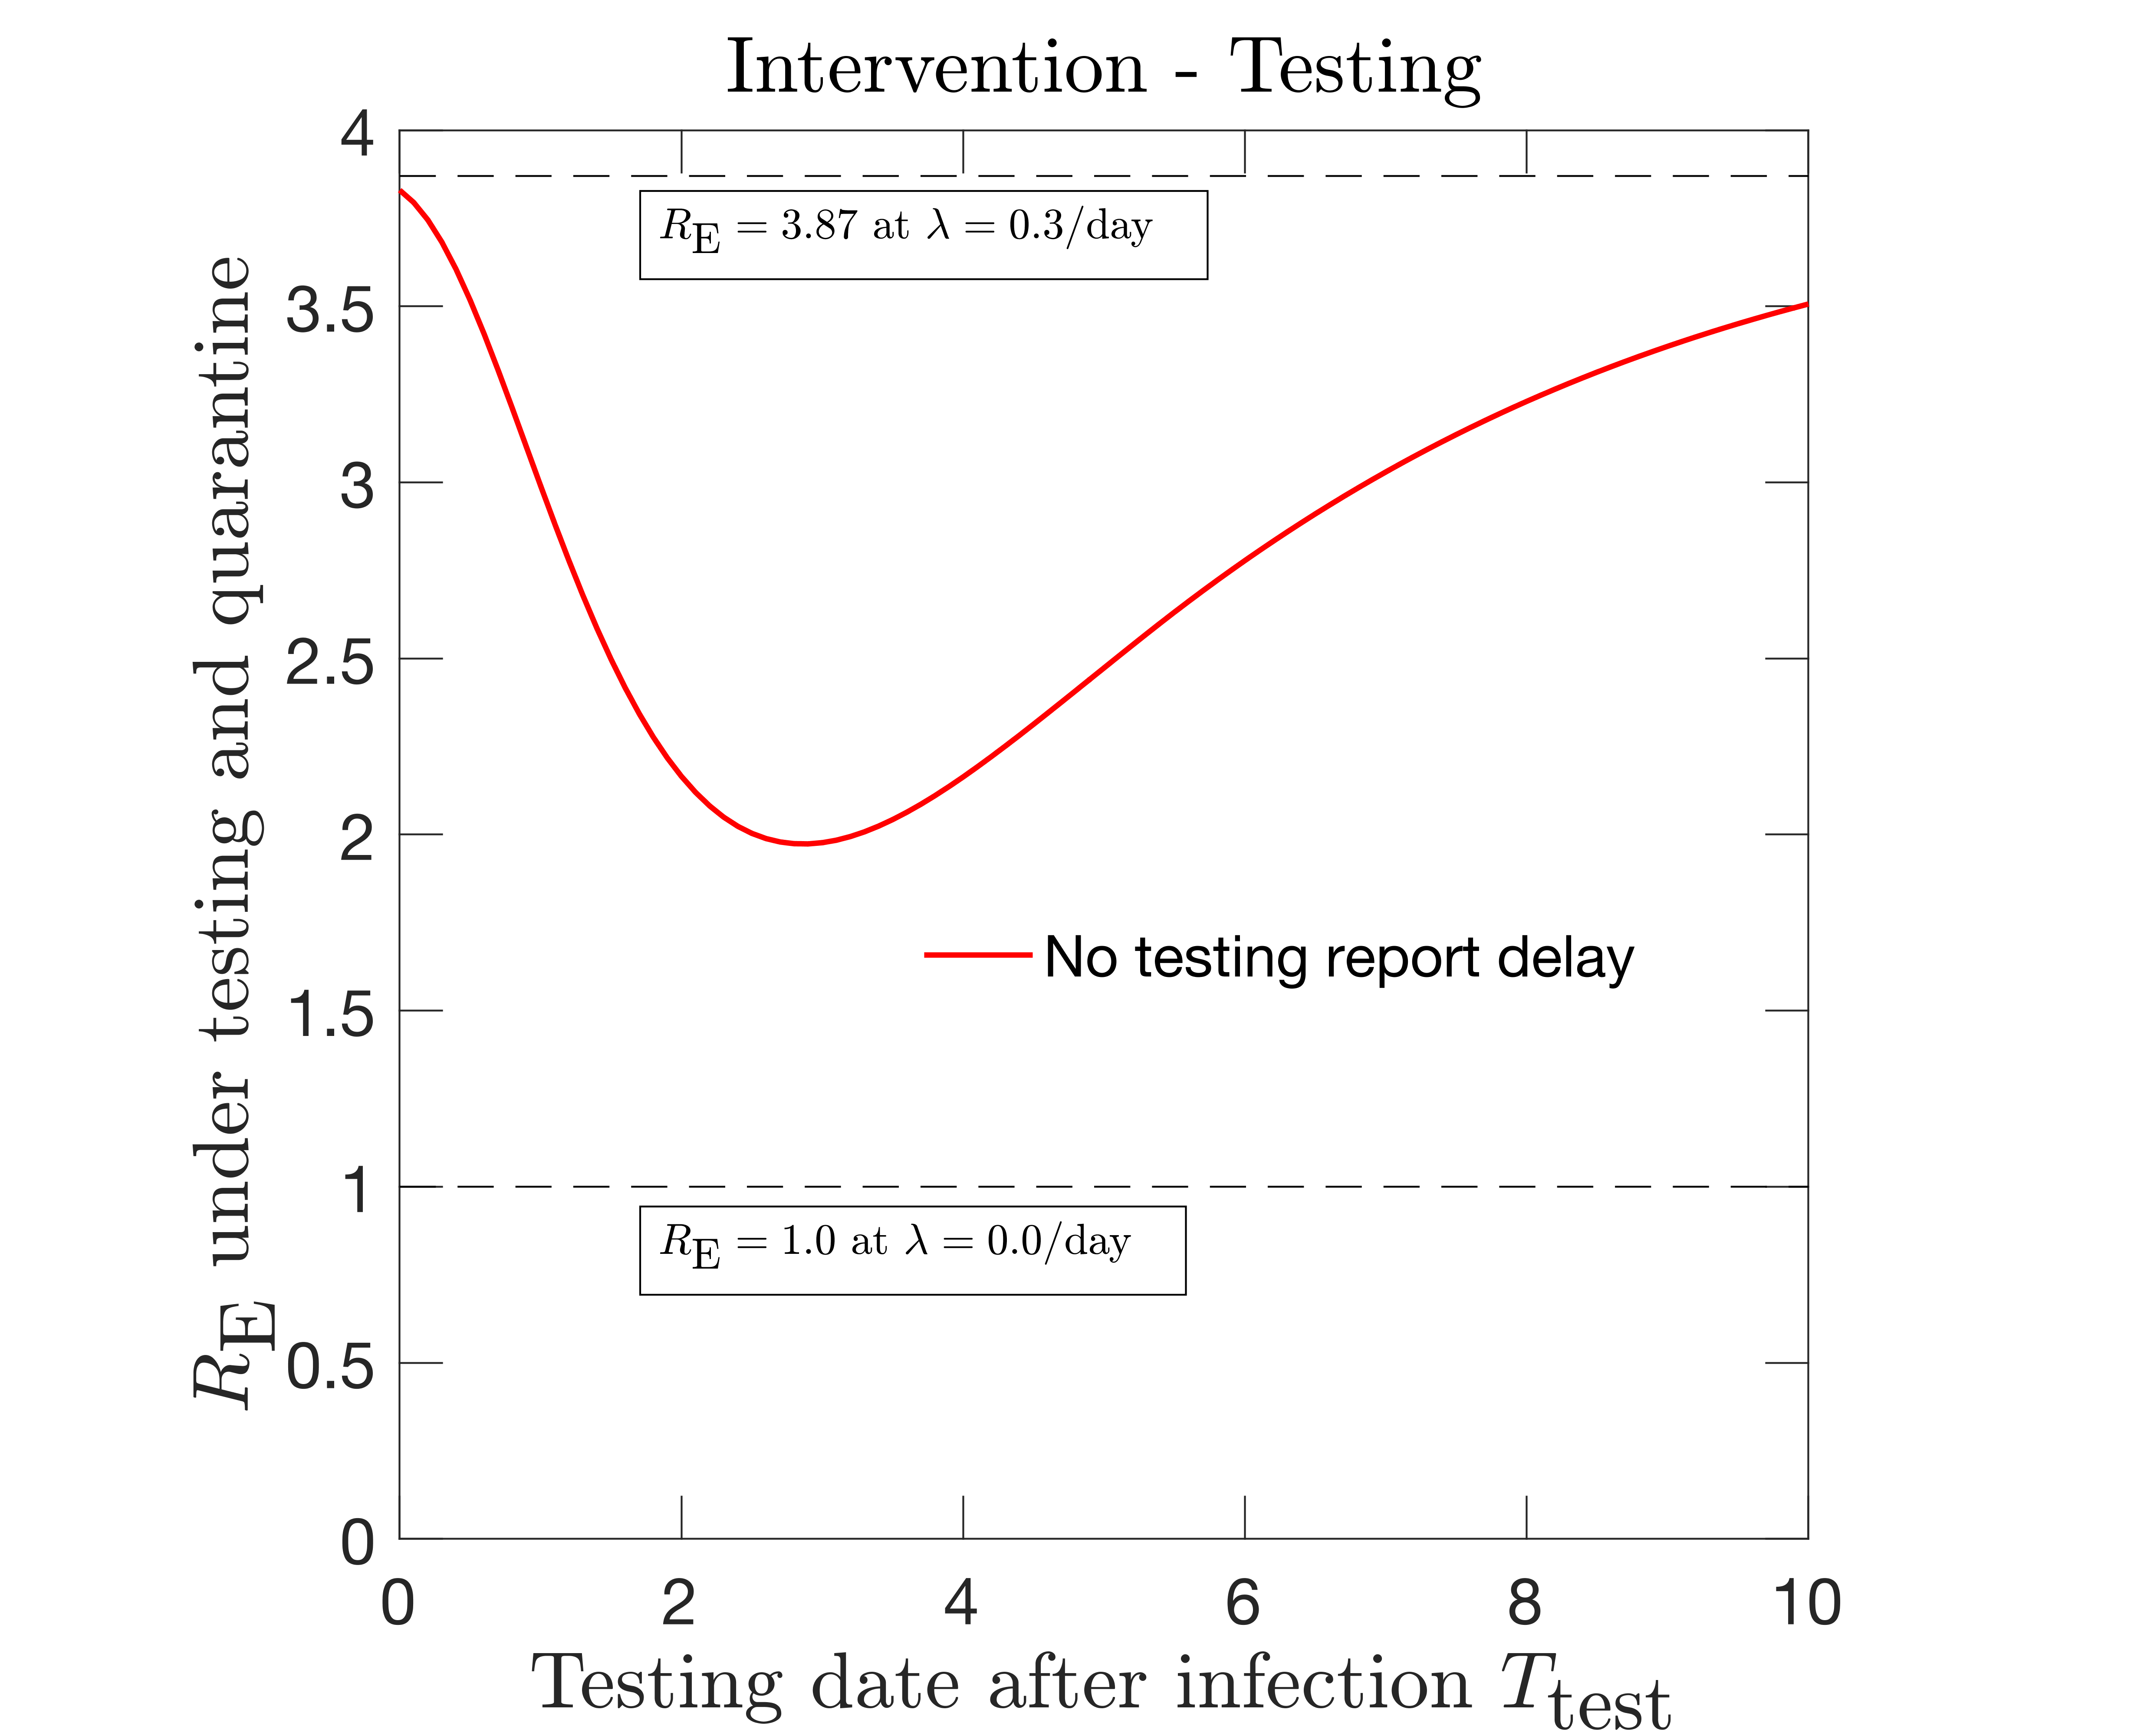 Intervention - Testing
R_E under testing and quarantine
4
3.5
3
2.5
2
1.5
1
0.5
0
R_E = 3.87 at λ = 0.3/day
No testing report delay
R_E = 1.0 at λ = 0.0/day
0 2 4 6 8 10
Testing date after infection T_test